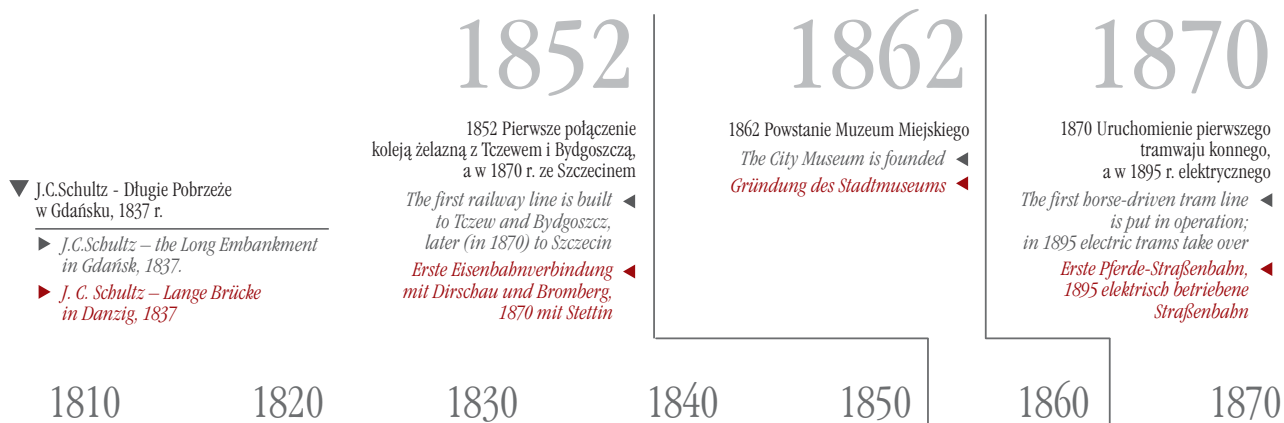 J.C.Schultz - Długie Pobrzeże
w Gdańsku, 1837 r.
J.C.Schultz – the Long Embankment
in Gdańsk, 1837.
J. C. Schultz – Lange Brücke
in Danzig, 1837
1852
1852 Pierwsze połączenie
koleją żelazną z Tczewem i Bydgoszczą,
a w 1870 r. ze Szczecinem
The first railway line is built
to Tczew and Bydgoszcz,
later (in 1870) to Szczecin
Erste Eisenbahnverbindung
mit Dirschau und Bromberg,
1870 mit Stettin
1862
1862 Powstanie Muzeum Miejskiego
The City Museum is founded
Gründung des Stadtmuseums
1870
1870 Uruchomienie pierwszego
tramwaju konnego,
a w 1895 r. elektrycznego
The first horse-driven tram line
is put in operation;
in 1895 electric trams take over
Erste Pferde-Straßenbahn,
1895 elektrisch betriebene
Straßenbahn
1810 1820 1830 1840 1850 1860 1870